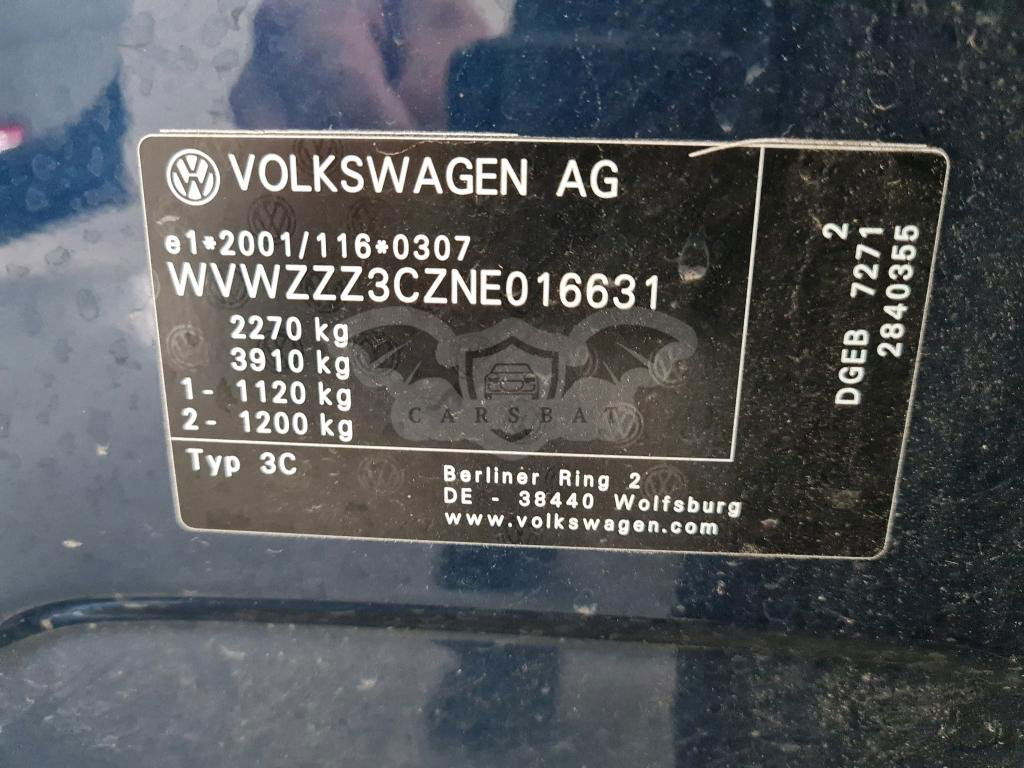 VOLKSWAGEN AG
e1*2001/116*0307
WVWZZZ3CZNE016631
2270 kg
3910 kg
1- 1120 kg
2- 1200 kg
Typ 3C
Berliner Ring 2
DE - 38440 Wolfsburg
www.volkswagen.com
DGEB 7271 2
2840355
CARSBAT